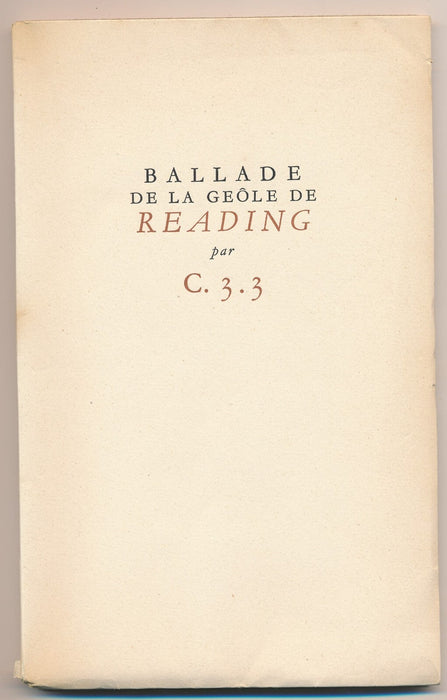 BALLADE
DE LA GEÔLE DE
READING
par
C. 3.3